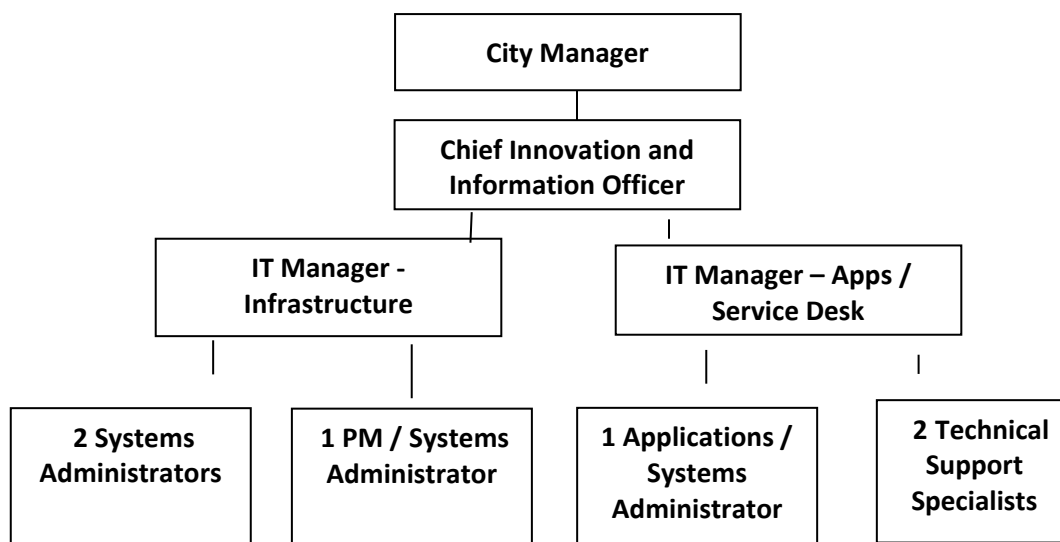 City Manager
Chief Innovation and
Information Officer
IT Manager -
Infrastructure
IT Manager – Apps /
Service Desk
2 Systems
Administrators
1 PM / Systems
Administrator
1 Applications /
Systems
Administrator
2 Technical
Support
Specialists